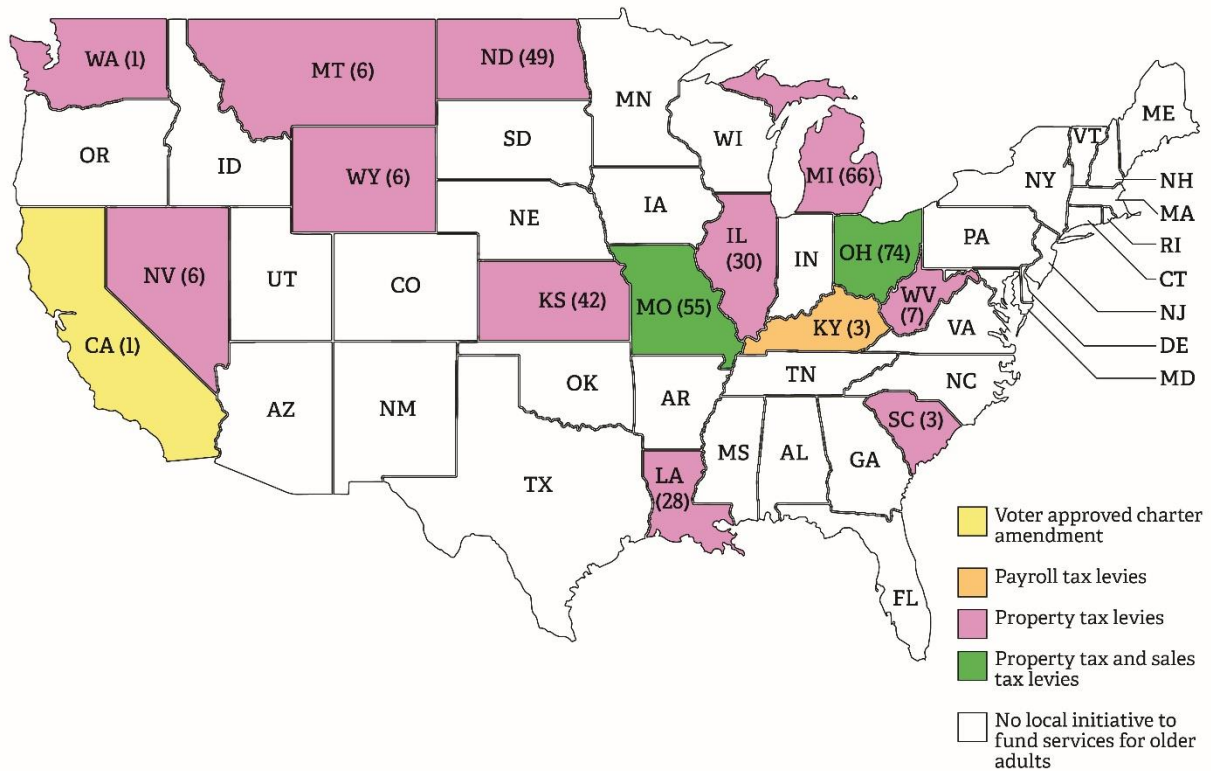 WA (1)
MT (6)
ND (49)
MN
ME
VT
OR
ID
SD
WI
NY
NH
WY (6)
MI (66)
MA
NE
IA
RI
NV (6)
UT
CO
IL
(30)
IN
OH (74)
PA
CT
KS (42)
MO (55)
WV
(7)
NJ
CA (1)
KY (3)
VA
DE
TN
MD
AZ
NM
OK
AR
NC
SC (3)
MS
AL
GA
TX
LA
(28)
FL
Voter approved charter
amendment
Payroll tax levies
Property tax levies
Property tax and sales
tax levies
No local initiative to
fund services for older
adults